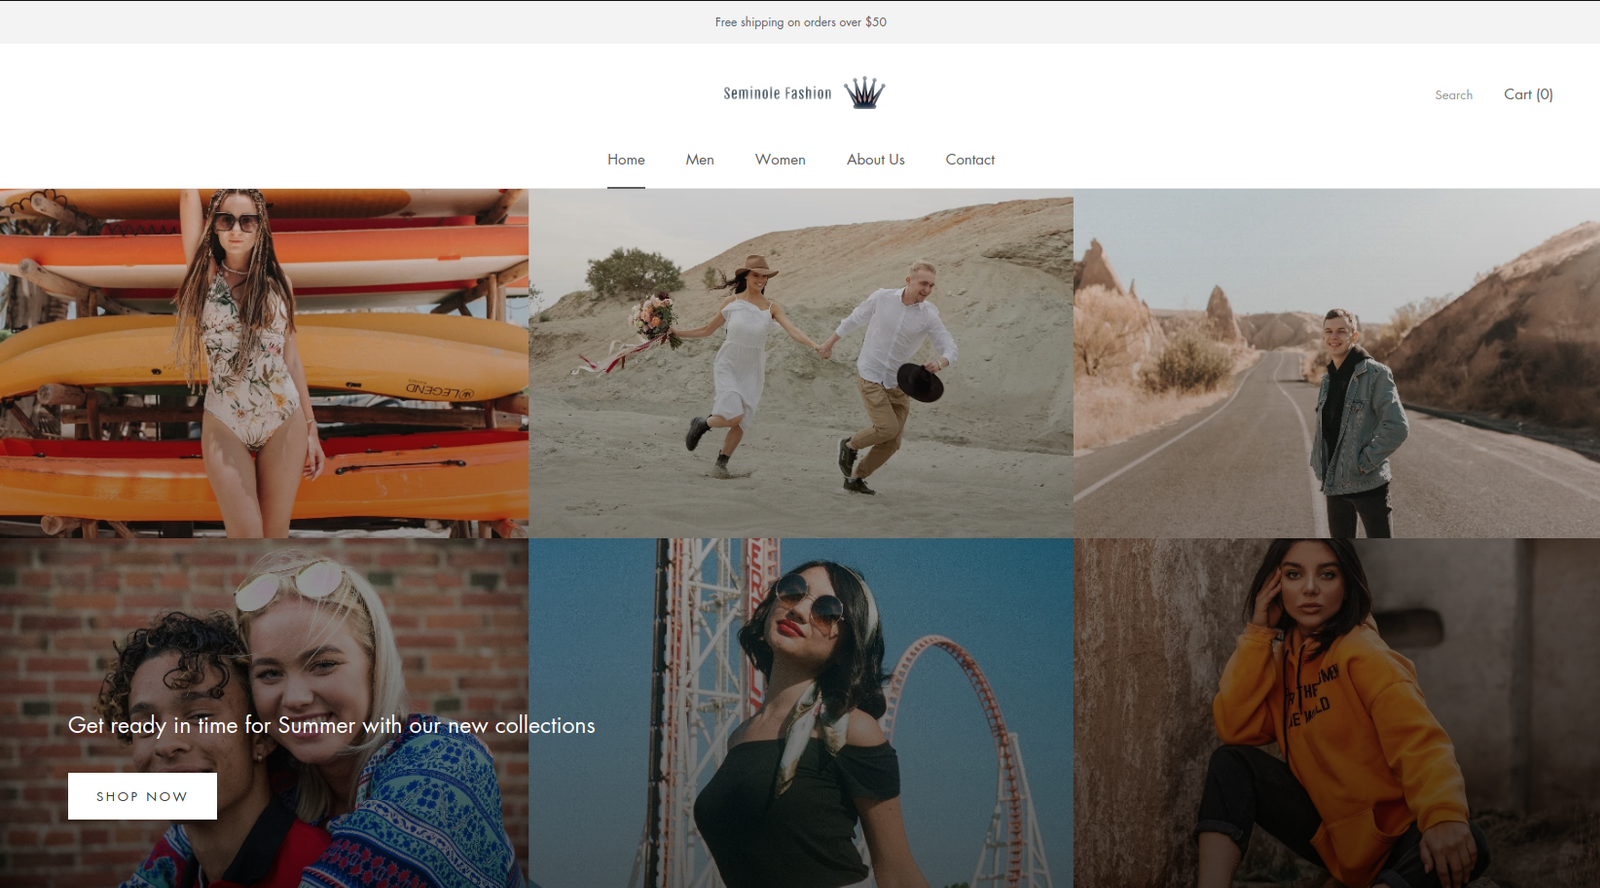 Free shipping on orders over $50
Seminole Fashion
Search
Cart (0)
Home
Men
Women
About Us
Contact
LEGEND
Get ready in time for Summer with our new collections
SHOP NOW